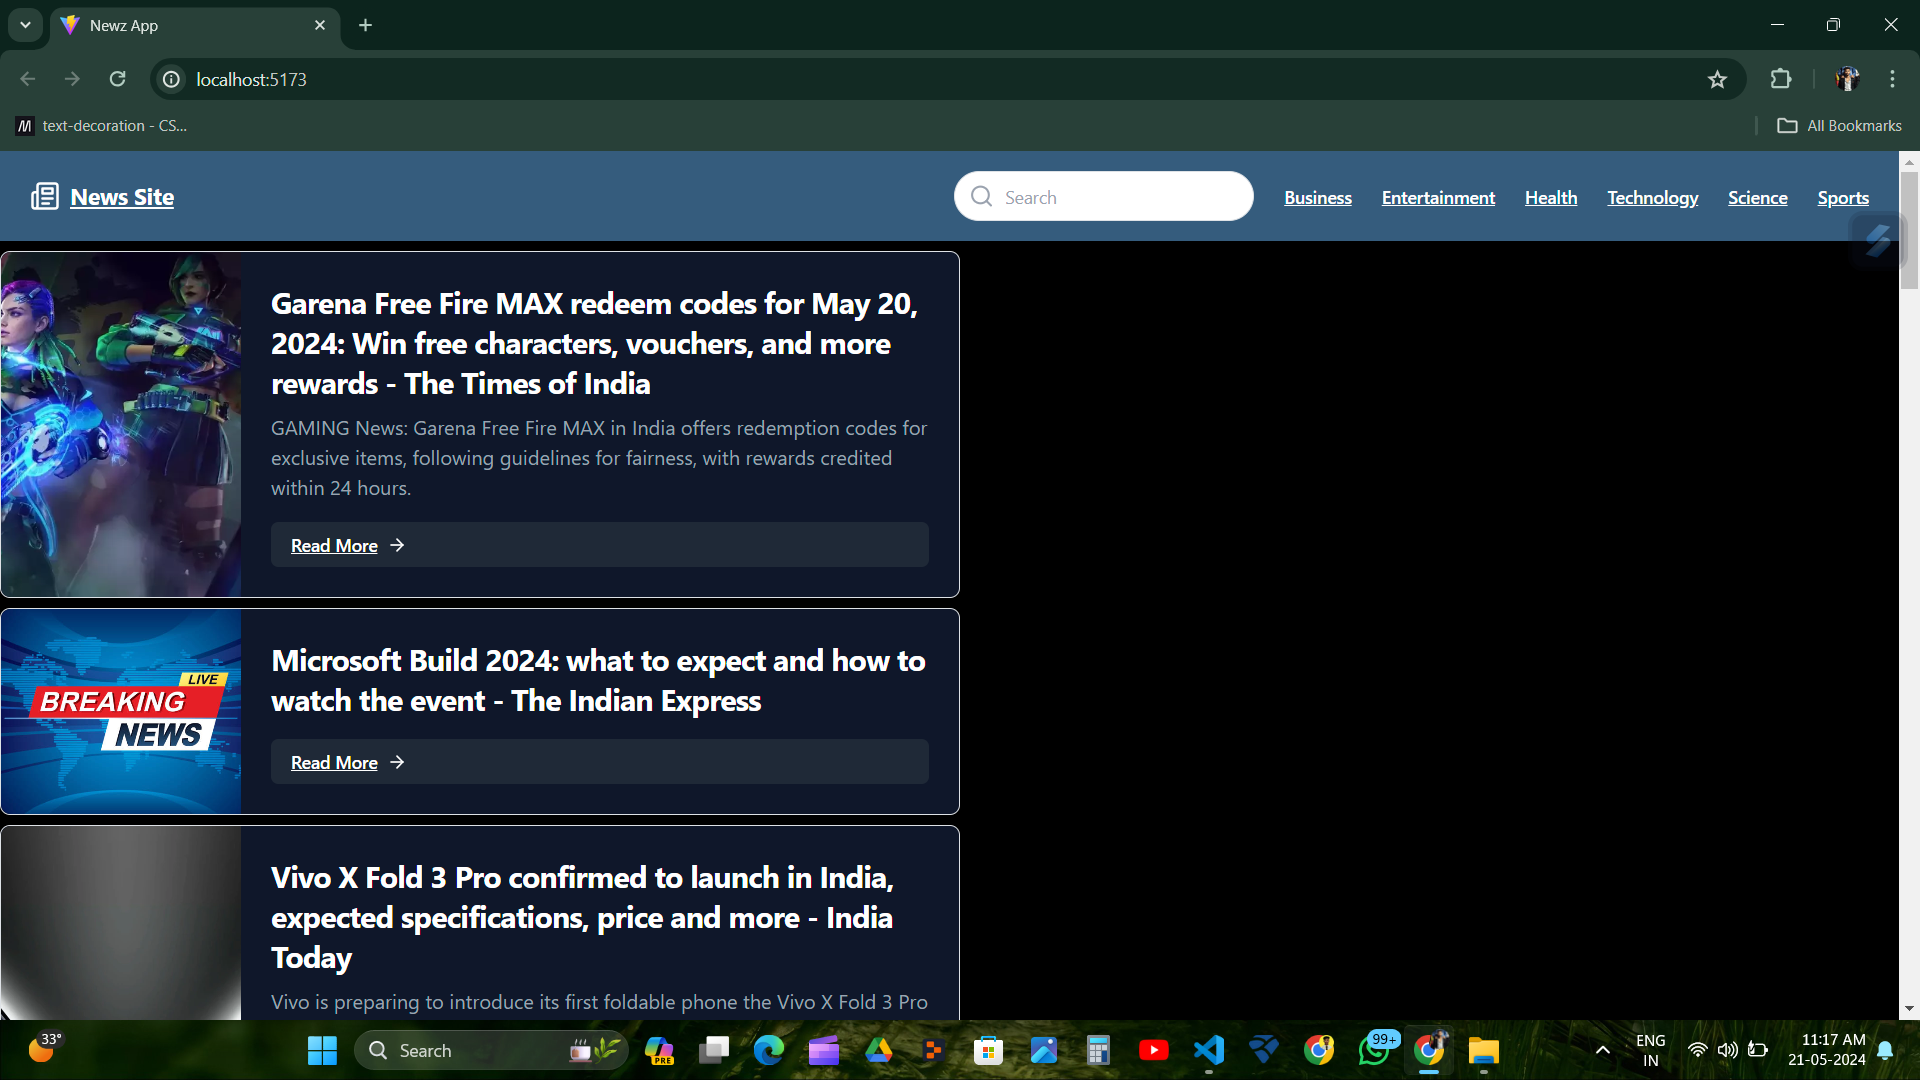 Newz App
localhost:5173
text-decoration - CS...
All Bookmarks
News Site
Search
Business Entertainment Health Technology Science Sports
Garena Free Fire MAX redeem codes for May 20,
2024: Win free characters, vouchers, and more
rewards - The Times of India
GAMING News: Garena Free Fire MAX in India offers redemption codes for
exclusive items, following guidelines for fairness, with rewards credited
within 24 hours.
Read More
LIVE
BREAKING
NEWS
Microsoft Build 2024: what to expect and how to
watch the event - The Indian Express
Read More
Vivo X Fold 3 Pro confirmed to launch in India,
expected specifications, price and more - India
Today
Vivo is preparing to introduce its first foldable phone the Vivo X Fold 3 Pro
33°
Search
PRE
99+
ENG
IN
11:17 AM
21-05-2024